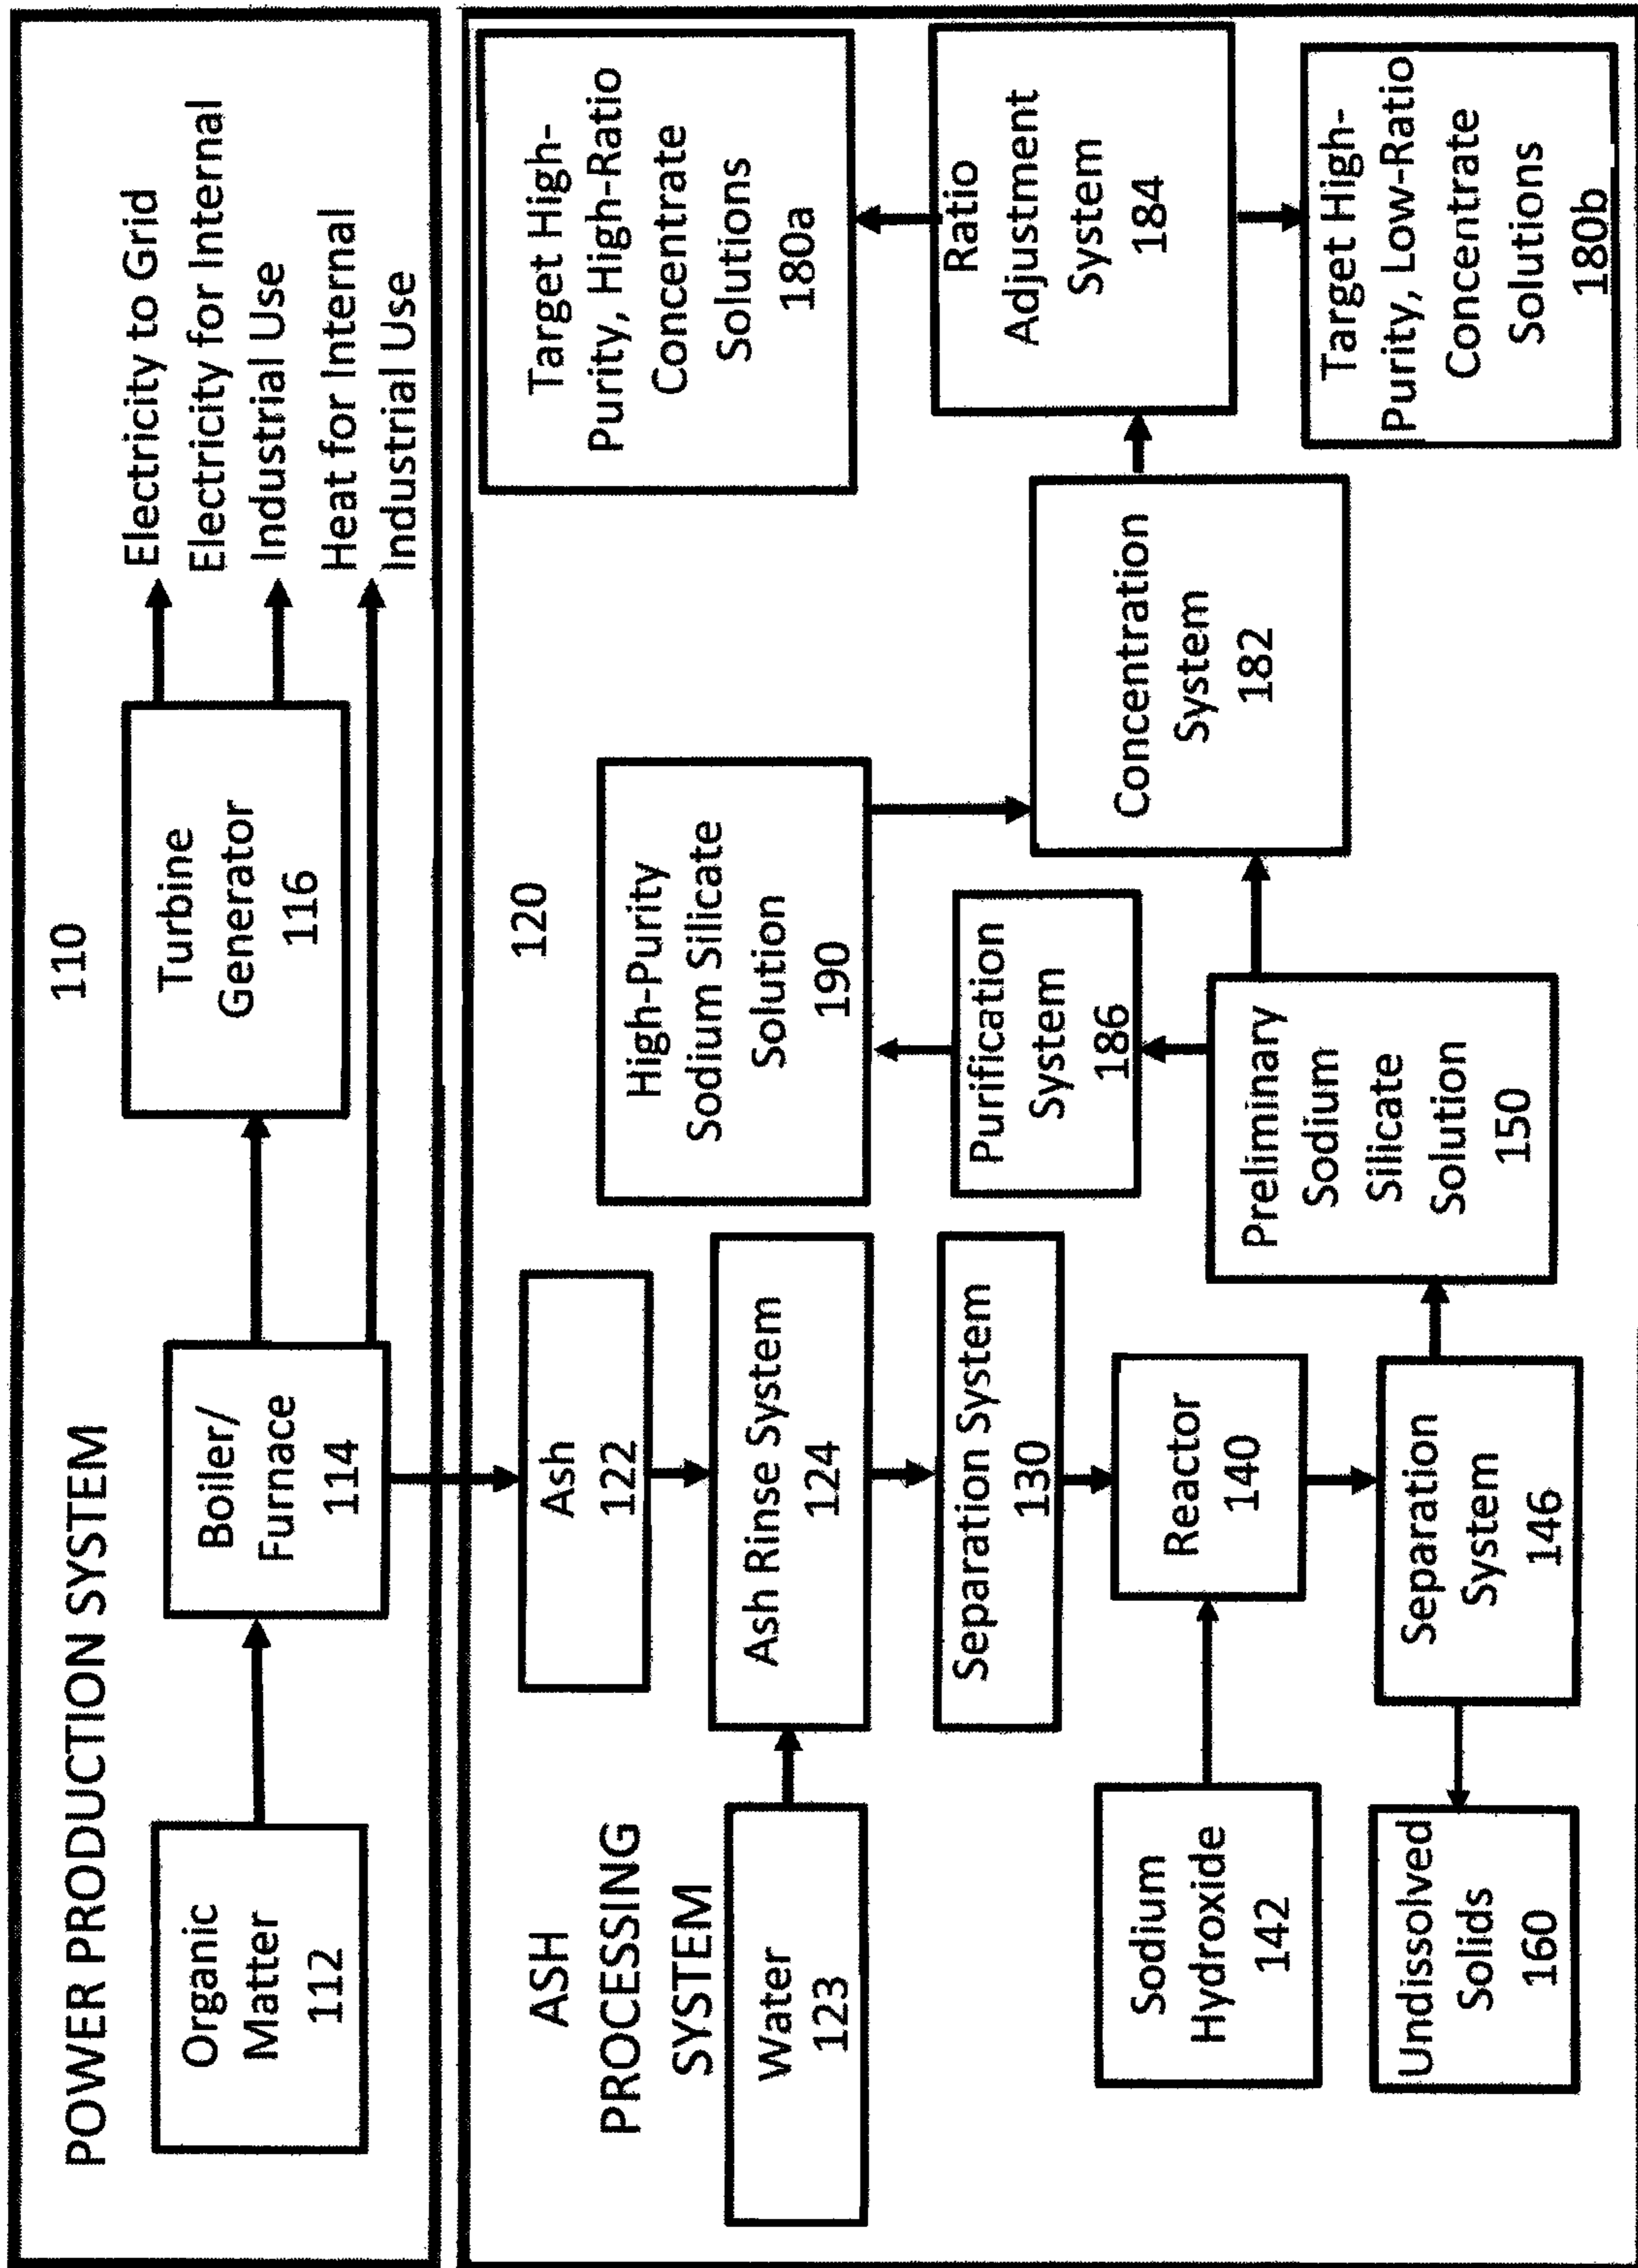 POWER PRODUCTION SYSTEM
110
Organic
Matter
112
Boiler/
Furnace
114
Turbine
Generator
116
Electricity to Grid
Electricity for Internal
Industrial Use
Heat for Internal
Industrial Use
ASH
PROCESSING
SYSTEM
120
Ash
122
Water
123
Ash Rinse System
124
Separation System
130
Sodium
Hydroxide
142
Reactor
140
Undissolved
Solids
160
Separation
System
146
Preliminary
Sodium
Silicate
Solution
150
Purification
System
186
High-Purity
Sodium Silicate
Solution
190
Concentration
System
182
Ratio
Adjustment
System
184
Target High-
Purity, High-Ratio
Concentrate
Solutions
180a
Target High-
Purity, Low-Ratio
Concentrate
Solutions
180b